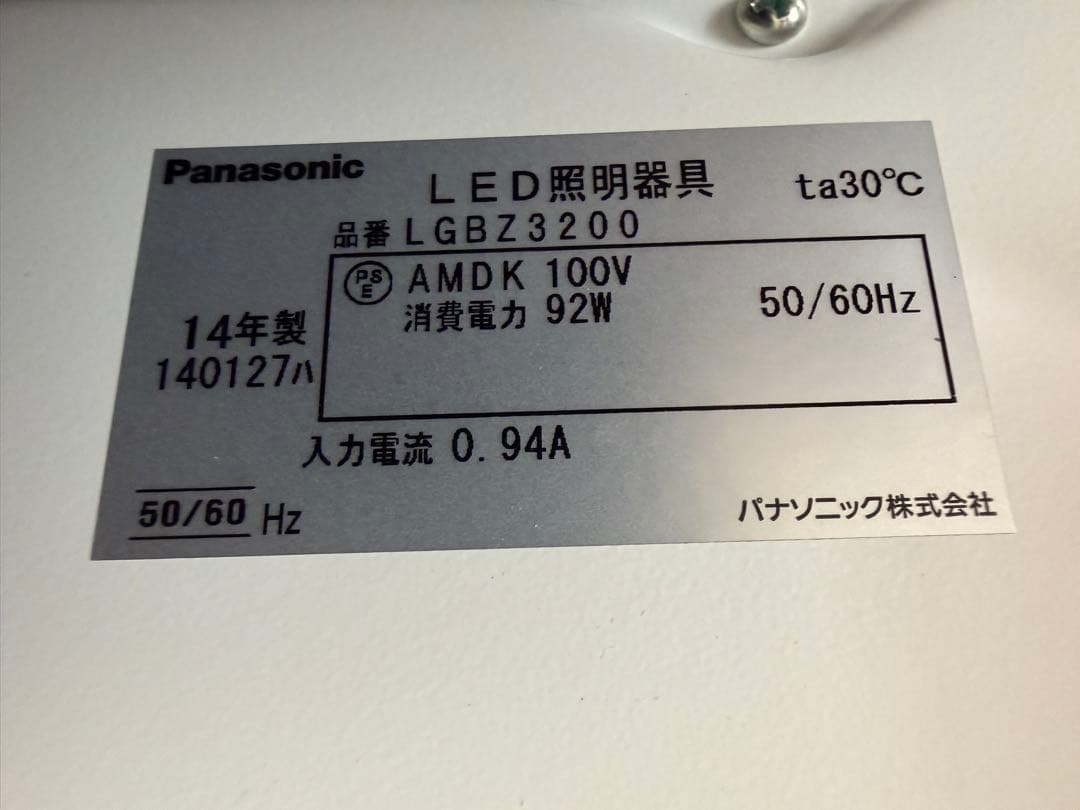 Panasonic LED照明器具 ta30℃
品番 LGBZ3200
PSE AMDK 100V
消費電力 92W 50/60Hz
14年製
140127ハ
入力電流 0.94A
50/60 Hz
パナソニック株式会社